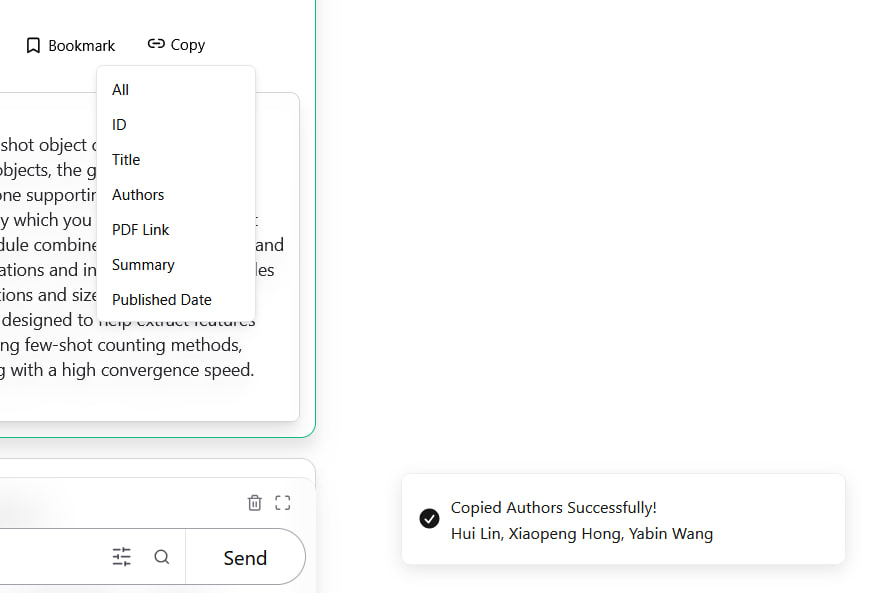 Bookmark Copy
All
ID
Title
Authors
PDF Link
Summary
Published Date
shot object
objects, the
one supporting
y which you
dule combine and
ations and in les
tions and size
designed to help extract features
ng few-shot counting methods,
g with a high convergence speed.
Send
Copied Authors Successfully!
Hui Lin, Xiaopeng Hong, Yabin Wang